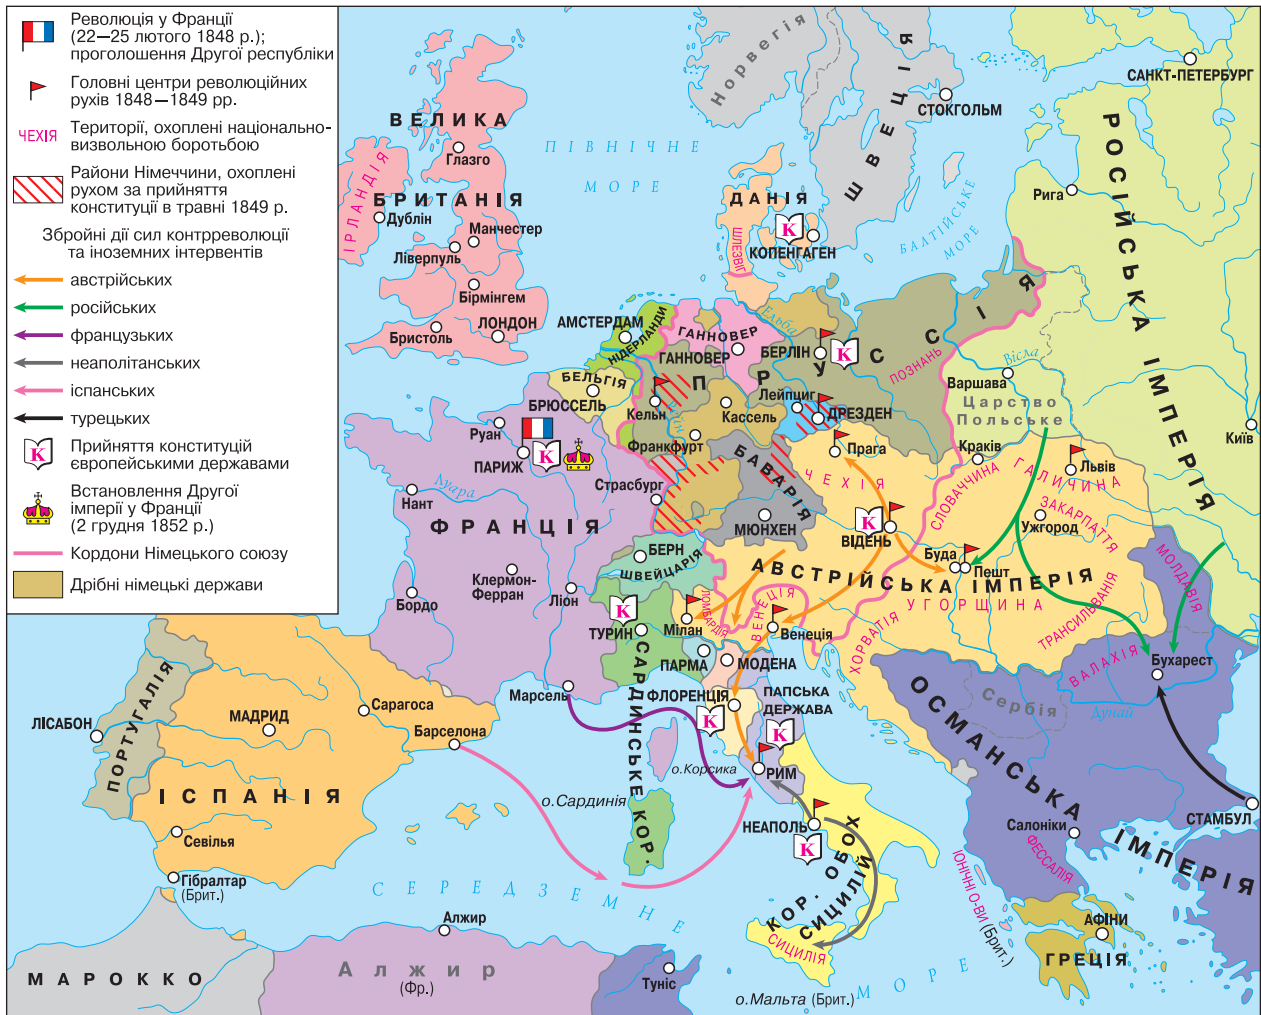 Революція у Франції
(22—25 лютого 1848 р.);
проголошення Другої республіки
Головні центри революційних
рухів 1848—1849 рр.
ЧЕХІЯ
Території, охоплені національно-
визвольною боротьбою
Райони Німеччини, охоплені
рухом за прийняття
конституції в травні 1849 р.
Збройні дії сил контрреволюції
та іноземних інтервентів
австрійських
російських
французьких
неаполітанських
іспанських
турецьких
К
Прийняття конституцій
європейськими державами
Встановлення Другої
імперії у Франції
(2 грудня 1852 р.)
Кордони Німецького союзу
Дрібні німецькі держави
Норвегія
ШВЕЦІЯ
СТОКГОЛЬМ
САНКТ-ПЕТЕРБУРГ
РОСІЙСЬКА ІМПЕРІЯ
Рига
Київ
ВЕЛИКА
БРИТАНІЯ
Глазго
ІРЛАНДІЯ
Дублін
Манчестер
Ліверпуль
Бірмінгем
Бристоль
ЛОНДОН
ПІВНІЧНЕ
МОРЕ
БАЛТІЙСЬКЕ
МОРЕ
ДАНІЯ
К
КОПЕНГАГЕН
ШЛЕЗВІГ
АМСТЕРДАМ
НІДЕРЛАНДИ
БЕЛЬГІЯ
БРЮССЕЛЬ
ГАННОВЕР
ГАННОВЕР
Ельба
БЕРЛІН
К
ПРУССІЯ
ПОЗНАНЬ
Вісла
Варшава
Царство
Польське
Кельн
Кассель
Лейпциг
ДРЕЗДЕН
Франкфурт
БАВАРІЯ
МЮНХЕН
Страсбург
Прага
ЧЕХІЯ
Краків
Львів
ГАЛИЧИНА
СЛОВАЧЧИНА
ЗАКАРПАТТЯ
Ужгород
К
ВІДЕНЬ
Буда
Пешт
АВСТРІЙСЬКА ІМПЕРІЯ
УГОРЩИНА
ТРАНСИЛЬВАНІЯ
МОЛДАВІЯ
ВАЛАХІЯ
Бухарест
Дунай
ХОРВАТІЯ
Сербія
ОСМАНСЬКА
ІМПЕРІЯ
СТАМБУЛ
Салоніки
ФЕССАЛІЯ
ІОНІЧНІ О-ВИ (Брит.)
АФІНИ
ГРЕЦІЯ
Руан
ПАРИЖ
К
Луара
Нант
ФРАНЦІЯ
Клермон-
Ферран
Ліон
Бордо
Марсель
БЕРН
ШВЕЙЦАРІЯ
К
ТУРИН
САРДИНСЬКЕ КОР.
Мілан
ЛОМБАРДІЯ
ВЕНЕЦІЯ
Венеція
ПАРМА
МОДЕНА
ФЛОРЕНЦІЯ
К
ПАПСЬКА
ДЕРЖАВА
К
РИМ
о.Корсика
о.Сардинія
НЕАПОЛЬ
К
КОР. ОБОХ
СИЦИЛІЙ
СИЦИЛІЯ
о.Мальта (Брит.)
ПОРТУГАЛІЯ
ЛІСАБОН
МАДРИД
Сарагоса
Барселона
ІСПАНІЯ
Севілья
Гібралтар
(Брит.)
СЕРЕДЗЕМНЕ
МОРЕ
МАРОККО
Алжир
Алжир
(Фр.)
Туніс